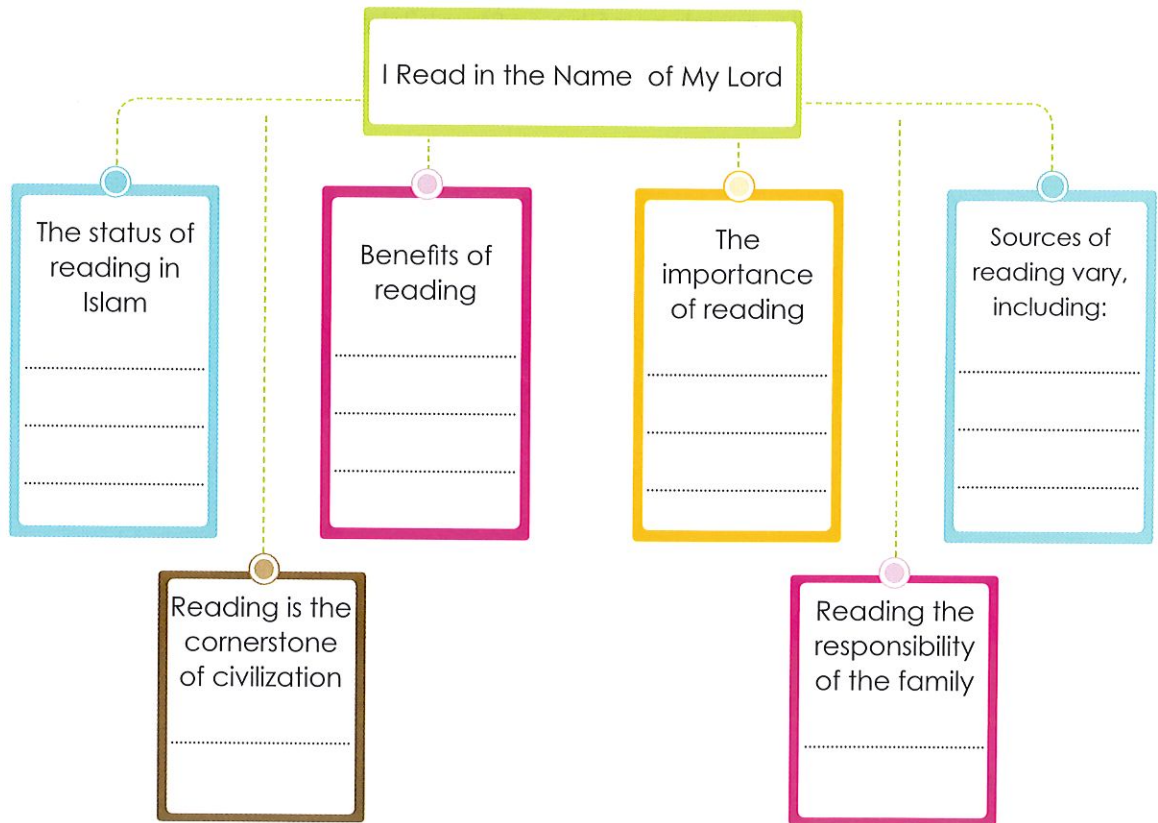 I Read in the Name of My Lord
The status of
reading in
Islam
Benefits of
reading
The
importance
of reading
Sources of
reading vary,
including:
Reading is the
cornerstone
of civilization
Reading the
responsibility
of the family